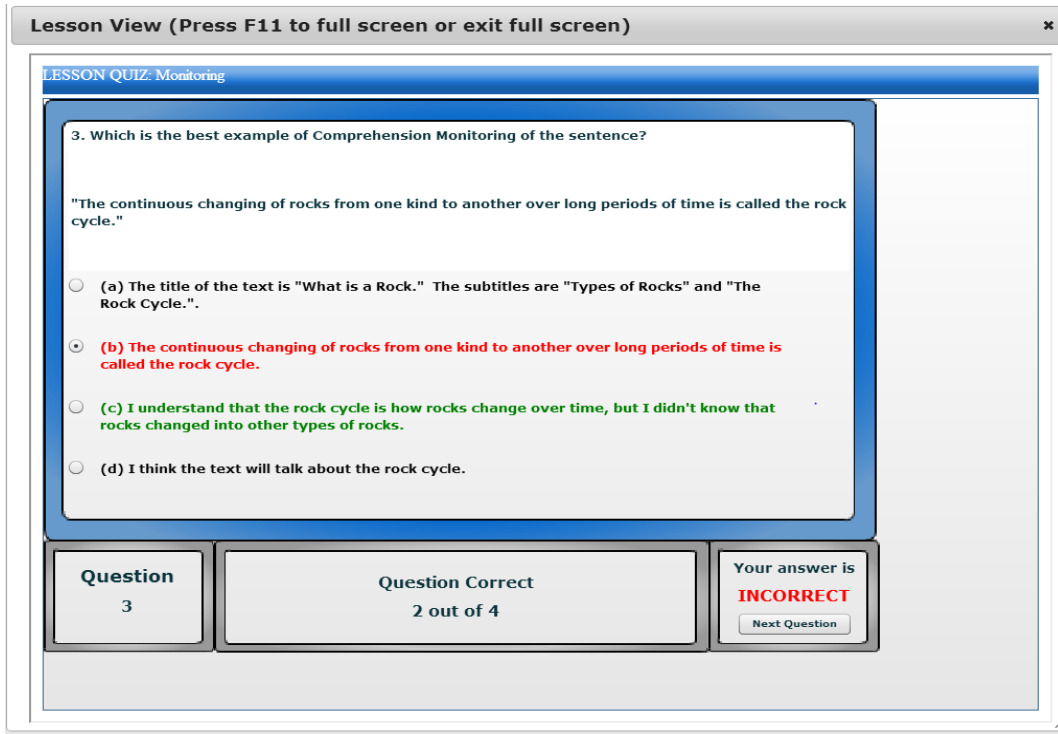 Lesson View (Press F11 to full screen or exit full screen)
LESSON QUIZ: Monitoring
3. Which is the best example of Comprehension Monitoring of the sentence?
"The continuous changing of rocks from one kind to another over long periods of time is called the rock
cycle."
(a) The title of the text is "What is a Rock."  The subtitles are "Types of Rocks" and "The
Rock Cycle.".
(b) The continuous changing of rocks from one kind to another over long periods of time is
called the rock cycle.
(c) I understand that the rock cycle is how rocks change over time, but I didn't know that
rocks changed into other types of rocks.
(d) I think the text will talk about the rock cycle.
Question
3
Question Correct
2 out of 4
Your answer is
INCORRECT
Next Question